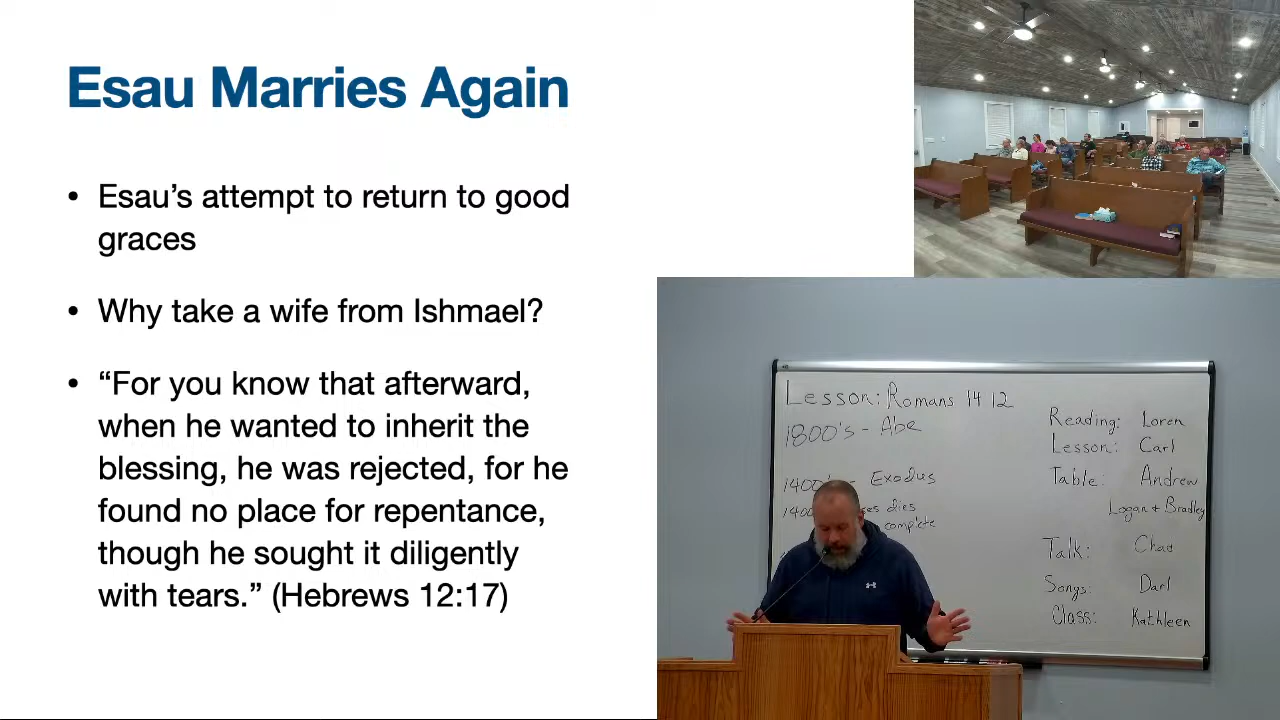 Esau Marries Again
• Esau’s attempt to return to good
graces
• Why take a wife from Ishmael?
• “For you know that afterward,
when he wanted to inherit the
blessing, he was rejected, for he
found no place for repentance,
though he sought it diligently
with tears.” (Hebrews 12:17)
Lesson: Romans 14 12
1800's - Abe
Exodus
dies
complete
Reading: Loren
Lesson: Carl
Table: Andrew
Logan + Bradley
Talk: Chad
Songs: Darl
Class: Kathleen